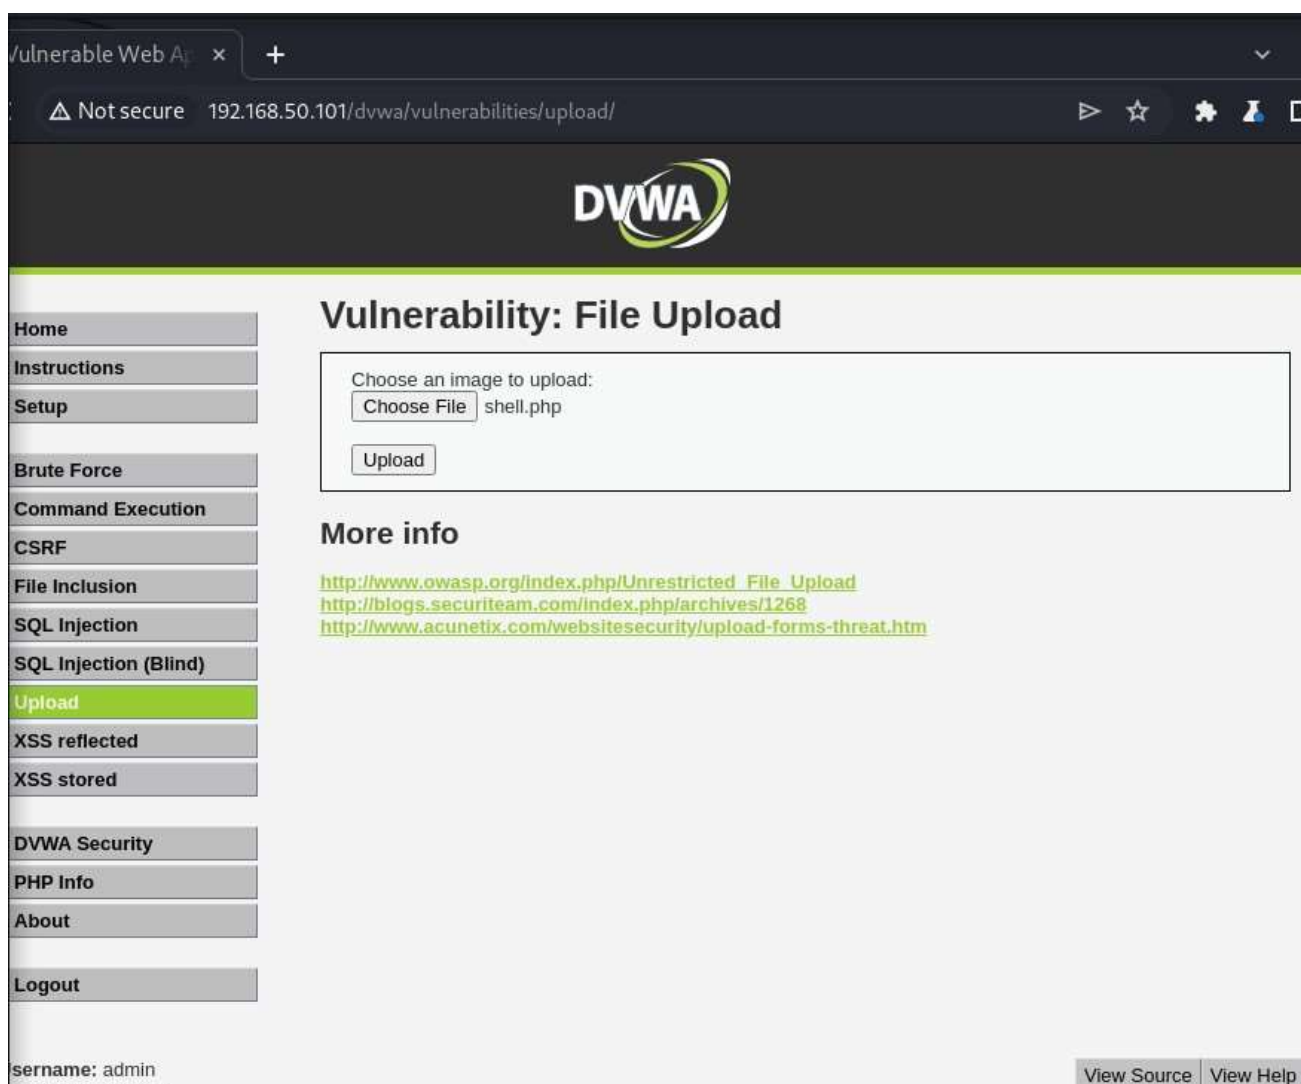 Vulnerable Web Ap
Not secure 192.168.50.101/dvwa/vulnerabilities/upload/
DVWA
Home
Instructions
Setup
Brute Force
Command Execution
CSRF
File Inclusion
SQL Injection
SQL Injection (Blind)
Upload
XSS reflected
XSS stored
DVWA Security
PHP Info
About
Logout
Vulnerability: File Upload
Choose an image to upload:
Choose File shell.php
Upload
More info
http://www.owasp.org/index.php/Unrestricted_File_Upload
http://blogs.securiteam.com/index.php/archives/1268
http://www.acunetix.com/websitesecurity/upload-forms-threat.htm
sername: admin
View Source View Help